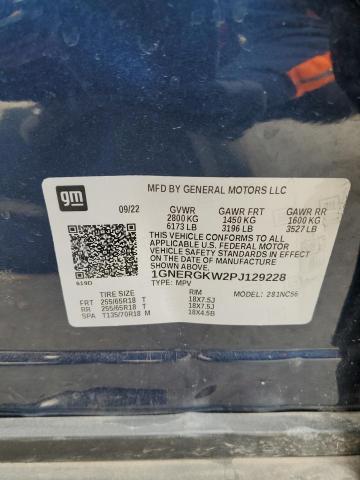 gm
MFD BY GENERAL MOTORS LLC
09/22 GVWR GAWR FRT GAWR RR
2800 KG 1450 KG 1600 KG
6173 LB 3196 LB 3527 LB
THIS VEHICLE CONFORMS TO ALL
APPLICABLE U.S. FEDERAL MOTOR
VEHICLE SAFETY STANDARDS IN
EFFECT ON THE DATE OF
MANUFACTURE SHOWN ABOVE.
1GNERGKW2PJ129228
TYPE: MPV
619D
TIRE SIZE RIM MODEL: 281NC56
FRT 255/65R18 T 18X7.5J
RR 255/65R18 T 18X7.5J
SPA T135/70R18 M 18X4.5B